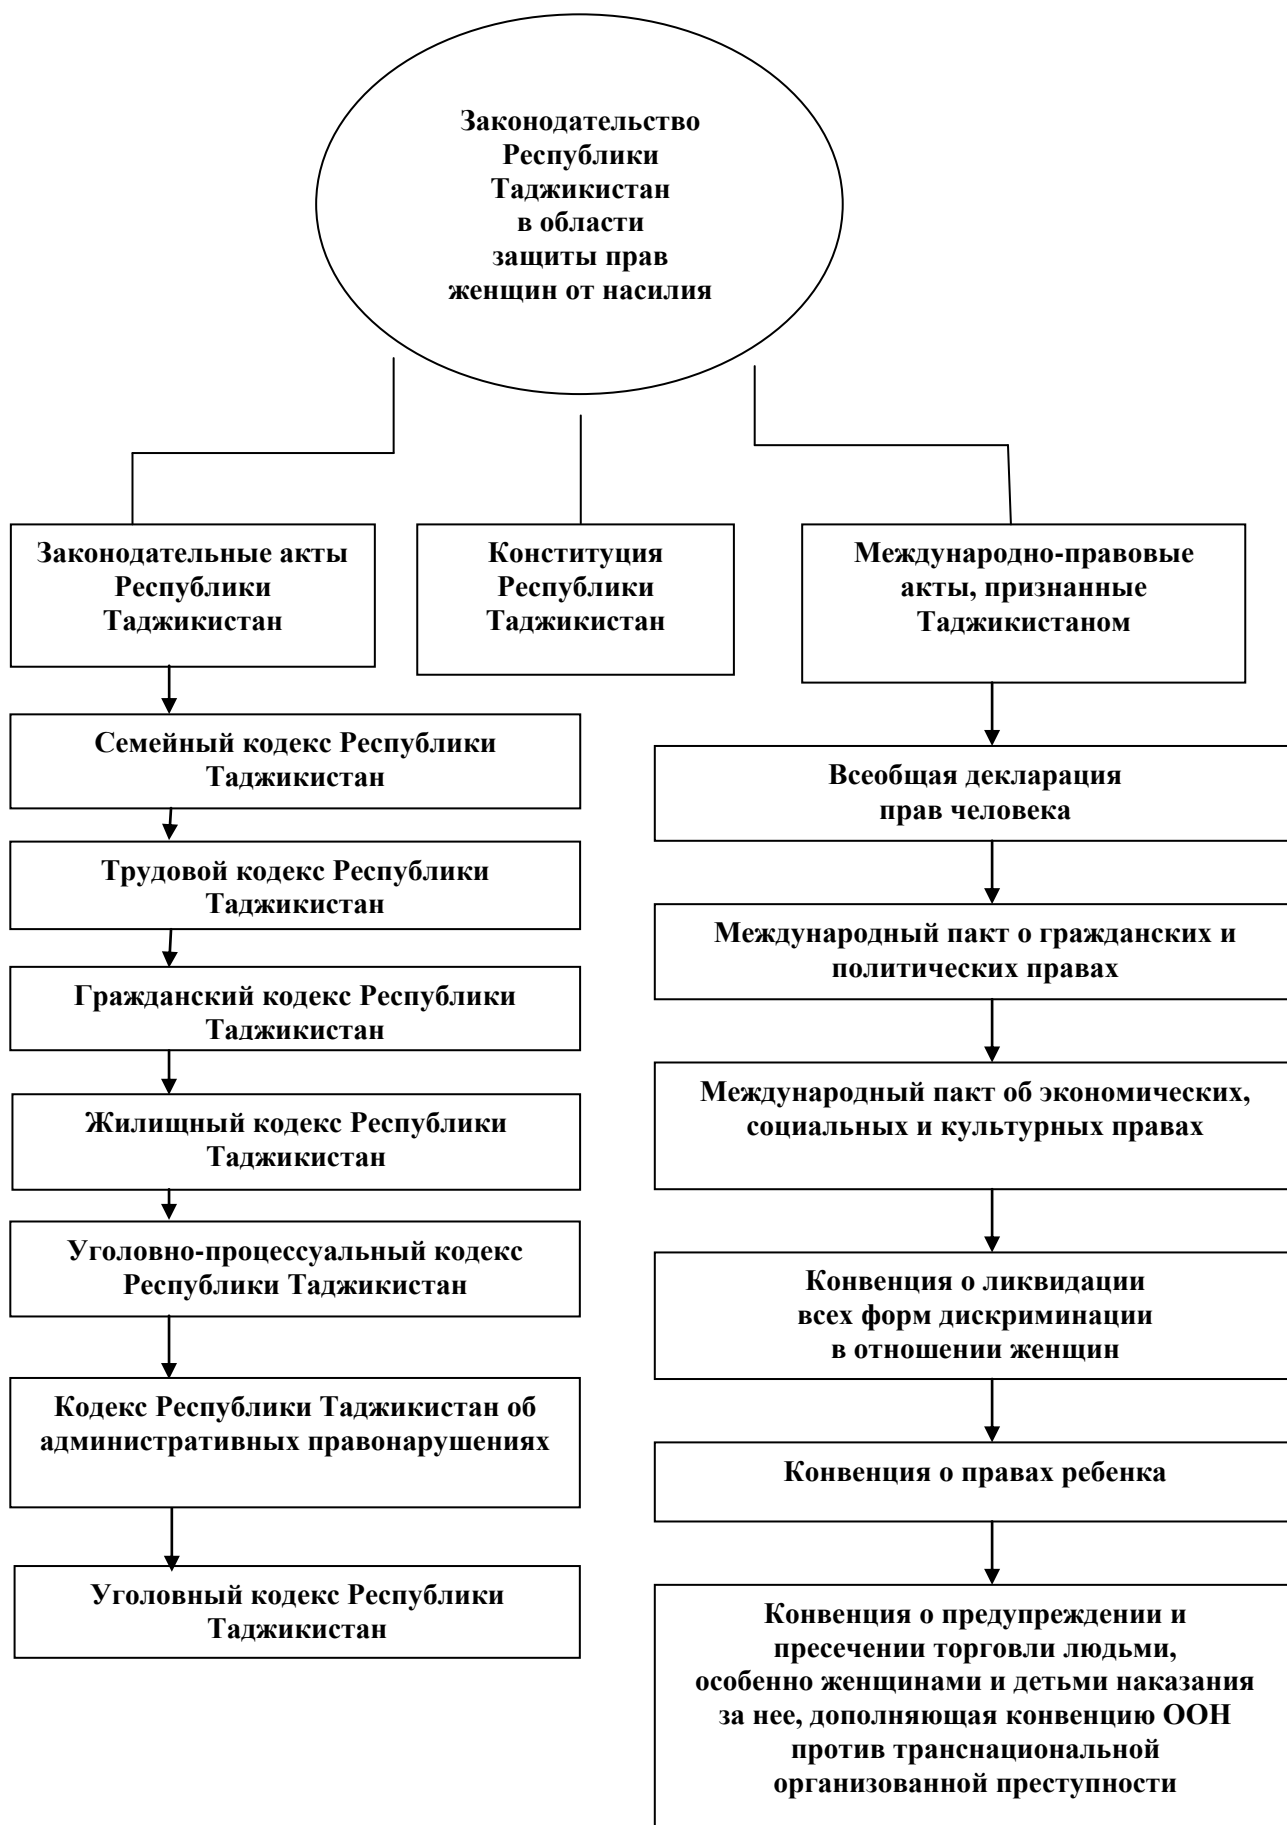 Законодательство
Республики
Таджикистан
в области
защиты прав
женщин от насилия
Законодательные акты
Республики
Таджикистан
Конституция
Республики
Таджикистан
Международно-правовые
акты, признанные
Таджикистаном
Семейный кодекс Республики
Таджикистан
Трудовой кодекс Республики
Таджикистан
Гражданский кодекс Республики
Таджикистан
Жилищный кодекс Республики
Таджикистан
Уголовно-процессуальный кодекс
Республики Таджикистан
Кодекс Республики Таджикистан об
административных правонарушениях
Уголовный кодекс Республики
Таджикистан
Всеобщая декларация
прав человека
Международный пакт о гражданских и
политических правах
Международный пакт об экономических,
социальных и культурных правах
Конвенция о ликвидации
всех форм дискриминации
в отношении женщин
Конвенция о правах ребенка
Конвенция о предупреждении и
пресечении торговли людьми,
особенно женщинами и детьми наказания
за нее, дополняющая конвенцию ООН
против транснациональной
организованной преступности